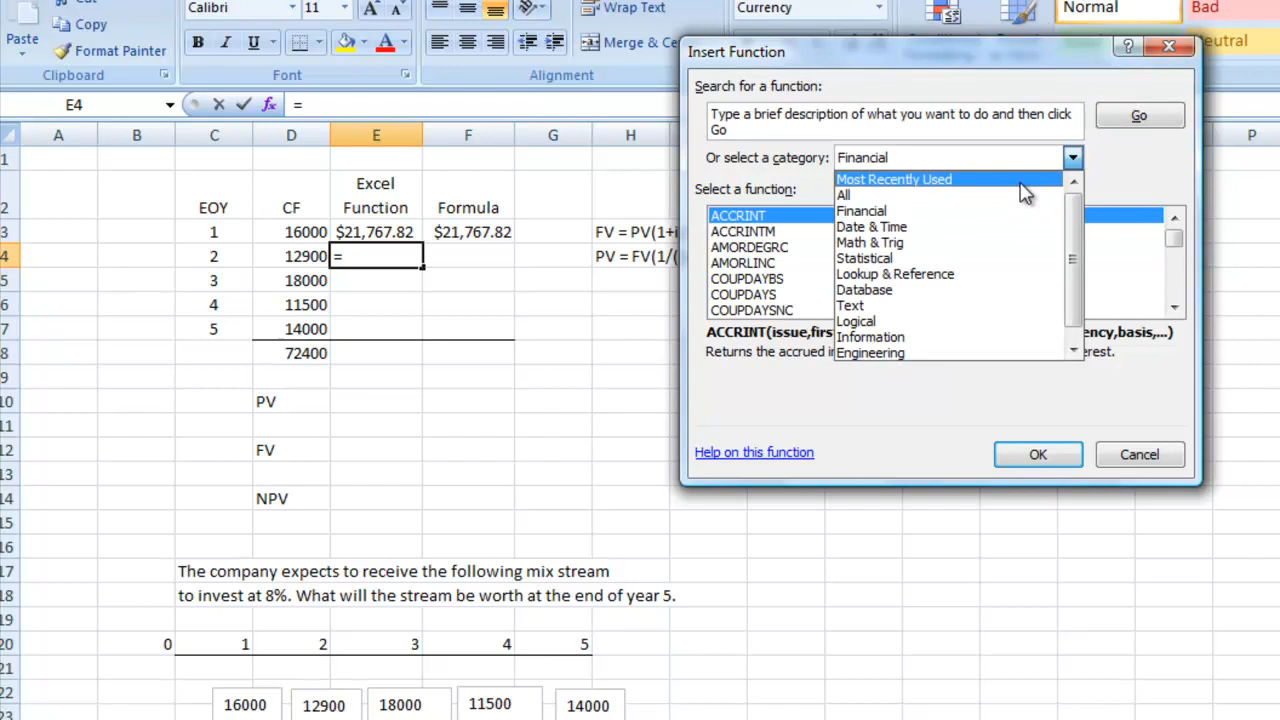 Cut
Calibri 11 A A Wrap Text Currency Normal Bad
Paste Copy
Format Painter B I U A Merge & Ce Neutral
Clipboard Font Alignment
Insert Function
Search for a function:
Type a brief description of what you want to do and then click
Go
Go
Or select a category: Financial
Most Recently Used
All
Financial
Date & Time
Math & Trig
Statistical
Lookup & Reference
Database
Text
Logical
Information
Engineering
Select a function:
ACCRINT
ACCRINTM
AMORDEGRC
AMORLINC
COUPDAYBS
COUPDAYS
COUPDAYSNC
ACCRINT(issue,firs ency,basis,...)
Returns the accrued in erest.
Help on this function OK Cancel
E4 fx =
A B C D E F G H P
1
Excel
2 EOY CF Function Formula
3 1 16000 $21,767.82 $21,767.82 FV = PV(1+i
4 2 12900 = PV = FV(1/(
5 3 18000
6 4 11500
7 5 14000
8 72400
9
10 PV
11
12 FV
13
14 NPV
15
16
17 The company expects to receive the following mix stream
18 to invest at 8%. What will the stream be worth at the end of year 5.
19
20 0 1 2 3 4 5
21
22 16000 12900 18000 11500 14000
23